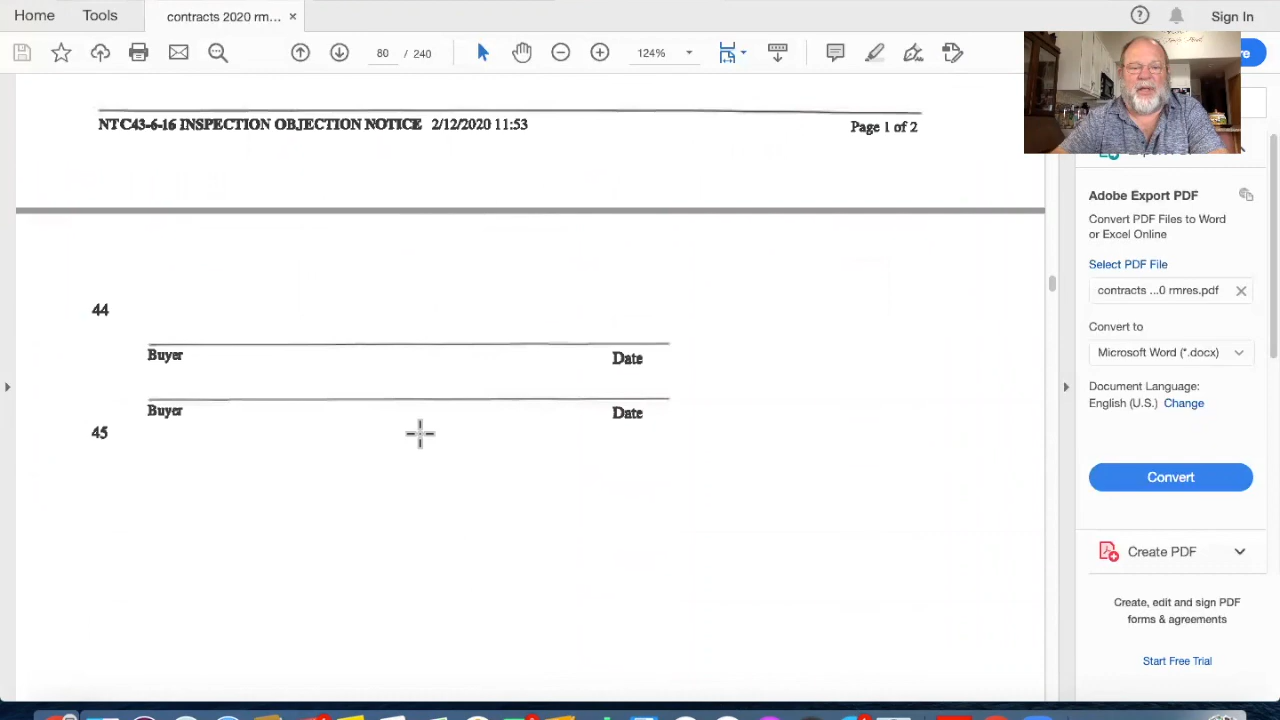 Home
Tools
contracts 2020 rm... ×
Sign In
80 / 240
124%
NTC43-6-16 INSPECTION OBJECTION NOTICE 2/12/2020 11:53
Page 1 of 2
44
Buyer
Date
Buyer
Date
45
Adobe Export PDF
Convert PDF Files to Word
or Excel Online
Select PDF File
contracts ...0 rmres.pdf
Convert to
Microsoft Word (*.docx)
Document Language:
English (U.S.) Change
Convert
Create PDF
Create, edit and sign PDF
forms & agreements
Start Free Trial